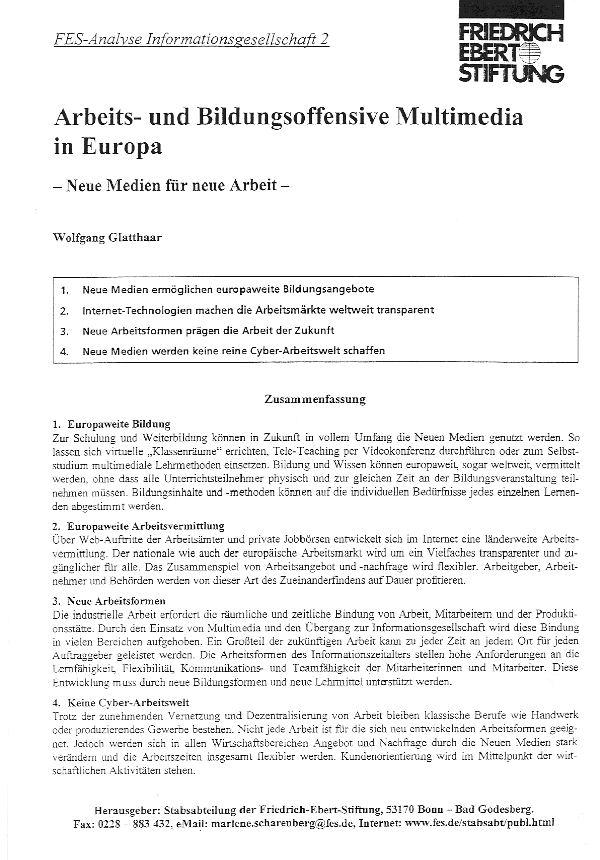 FES-Analyse Informationsgesellschaft 2
FRIEDRICH
EBERT
STIFTUNG
Arbeits- und Bildungsoffensive Multimedia
in Europa
– Neue Medien für neue Arbeit –
Wolfgang Glatthaar
1. Neue Medien ermöglichen europaweite Bildungsangebote
2. Internet-Technologien machen die Arbeitsmärkte weltweit transparent
3. Neue Arbeitsformen prägen die Arbeit der Zukunft
4. Neue Medien werden keine reine Cyber-Arbeitswelt schaffen
Zusammenfassung
1. Europaweite Bildung
Zur Schulung und Weiterbildung können in Zukunft in vollem Umfang die Neuen Medien genutzt werden. So
lassen sich virtuelle „Klassenräume“ errichten, Tele-Teaching per Videokonferenz durchführen oder zum Selbst-
studium multimediale Lehrmethoden einsetzen. Bildung und Wissen können europaweit, sogar weltweit, vermittelt
werden, ohne dass alle Unterrichtsteilnehmer physisch und zur gleichen Zeit an der Bildungsveranstaltung teil-
nehmen müssen. Bildungsinhalte und -methoden können auf die individuellen Bedürfnisse jedes einzelnen Lernen-
den abgestimmt werden.
2. Europaweite Arbeitsvermittlung
Über Web-Auftritte der Arbeitsämter und private Jobbörsen entwickelt sich im Internet eine länderweite Arbeits-
vermittlung. Der nationale wie auch der europäische Arbeitsmarkt wird um ein Vielfaches transparenter und zu-
gänglicher für alle. Das Zusammenspiel von Arbeitsangebot und -nachfrage wird flexibler. Arbeitgeber, Arbeit-
nehmer und Behörden werden von dieser Art des Zueinanderfindens auf Dauer profitieren.
3. Neue Arbeitsformen
Die industrielle Arbeit erfordert die räumliche und zeitliche Bindung von Arbeit, Mitarbeitern und der Produkti-
onsstätte. Durch den Einsatz von Multimedia und den Übergang zur Informationsgesellschaft wird diese Bindung
in vielen Bereichen aufgehoben. Ein Großteil der zukünftigen Arbeit kann zu jeder Zeit an jedem Ort für jeden
Auftraggeber geleistet werden. Die Arbeitsformen des Informationszeitalters stellen hohe Anforderungen an die
Lernfähigkeit, Flexibilität, Kommunikations- und Teamfähigkeit der Mitarbeiterinnen und Mitarbeiter. Diese
Entwicklung muss durch neue Bildungsformen und neue Lehrmittel unterstützt werden.
4. Keine Cyber-Arbeitswelt
Trotz der zunehmenden Vernetzung und Dezentralisierung von Arbeit bleiben klassische Berufe wie Handwerk
oder produzierendes Gewerbe bestehen. Nicht jede Arbeit ist für die sich neu entwickelnden Arbeitsformen geeig-
net. Jedoch werden sich in allen Wirtschaftsbereichen Angebot und Nachfrage durch die Neuen Medien stark
verändern und die Arbeitszeiten insgesamt flexibler werden. Kundenorientierung wird im Mittelpunkt der wirt-
schaftlichen Aktivitäten stehen.
Herausgeber: Stabsabteilung der Friedrich-Ebert-Stiftung, 53170 Bonn – Bad Godesberg.
Fax: 0228 – 883 432, eMail: marlene.scharenberg@fes.de, Internet: www.fes.de/stabsabt/publ.html